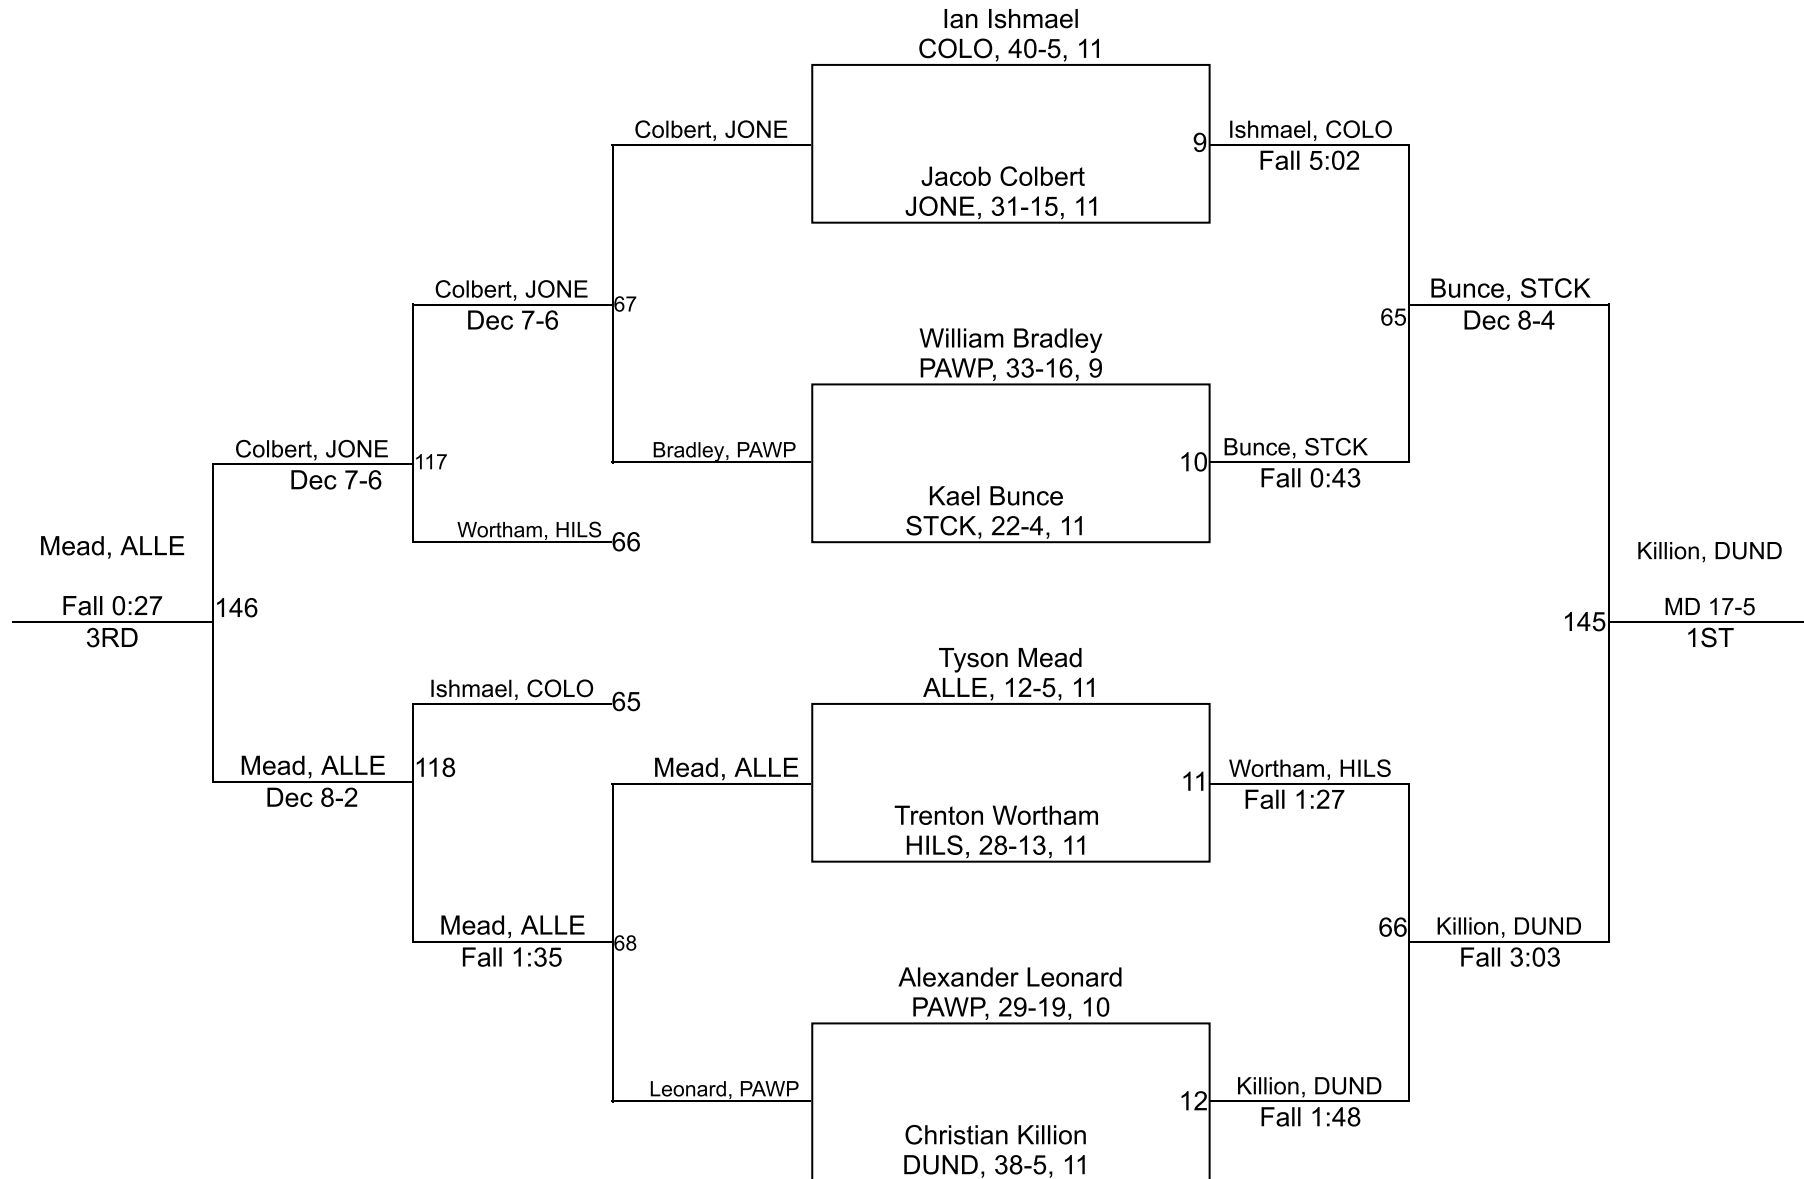 Ian Ishmael
COLO, 40-5, 11
Colbert, JONE
9
Ishmael, COLO
Fall 5:02
Jacob Colbert
JONE, 31-15, 11
Colbert, JONE
Dec 7-6
67
65
Bunce, STCK
Dec 8-4
William Bradley
PAWP, 33-16, 9
Colbert, JONE
Dec 7-6
117
Bradley, PAWP
10
Bunce, STCK
Fall 0:43
Kael Bunce
STCK, 22-4, 11
Wortham, HILS
66
Mead, ALLE
Fall 0:27
3RD
146
145
Killion, DUND
MD 17-5
1ST
Tyson Mead
ALLE, 12-5, 11
Ishmael, COLO
65
Mead, ALLE
Dec 8-2
118
Mead, ALLE
11
Wortham, HILS
Fall 1:27
Trenton Wortham
HILS, 28-13, 11
Mead, ALLE
Fall 1:35
68
66
Killion, DUND
Fall 3:03
Alexander Leonard
PAWP, 29-19, 10
Leonard, PAWP
12
Killion, DUND
Fall 1:48
Christian Killion
DUND, 38-5, 11